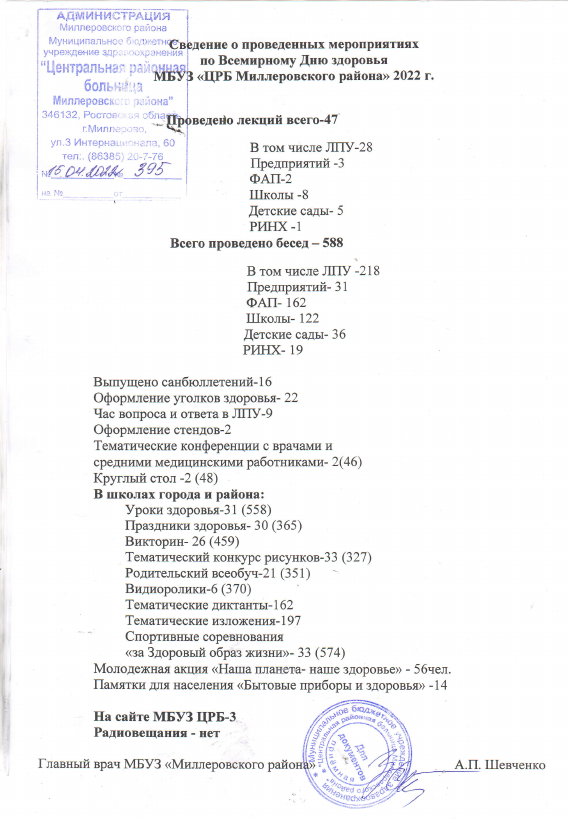 АДМИНИСТРАЦИЯ
Миллеровского района
Муниципальное бюджетное
учреждение здравоохранения
"Центральная районная
больница
Миллеровского района"
346132, Ростовская область,
г.Миллерово,
ул.3 Интернационала, 60
тел:. (86385) 20-7-76
№ 15.04.2022 395
на № от
Сведение о проведенных мероприятиях
по Всемирному Дню здоровья
МБУЗ «ЦРБ Миллеровского района» 2022 г.
Проведено лекций всего-47
В том числе ЛПУ-28
Предприятий -3
ФАП-2
Школы -8
Детские сады- 5
РИНХ -1
Всего проведено бесед – 588
В том числе ЛПУ -218
Предприятий- 31
ФАП- 162
Школы- 122
Детские сады- 36
РИНХ- 19
Выпущено санбюллетений-16
Оформление уголков здоровья- 22
Час вопроса и ответа в ЛПУ-9
Оформление стендов-2
Тематические конференции с врачами и
средними медицинскими работниками- 2(46)
Круглый стол -2 (48)
В школах города и района:
Уроки здоровья-31 (558)
Праздники здоровья- 30 (365)
Викторин- 26 (459)
Тематический конкурс рисунков-33 (327)
Родительский всеобуч-21 (351)
Видиоролики-6 (370)
Тематические диктанты-162
Тематические изложения-197
Спортивные соревнования
«за Здоровый образ жизни»- 33 (574)
Молодежная акция «Наша планета- наше здоровье» - 56чел.
Памятки для населения «Бытовые приборы и здоровья» -14
На сайте МБУЗ ЦРБ-3
Радиовещания - нет
Главный врач МБУЗ «Миллеровского района» А.П. Шевченко
Муниципальное бюджетное
"Центральная районная
Для
документов